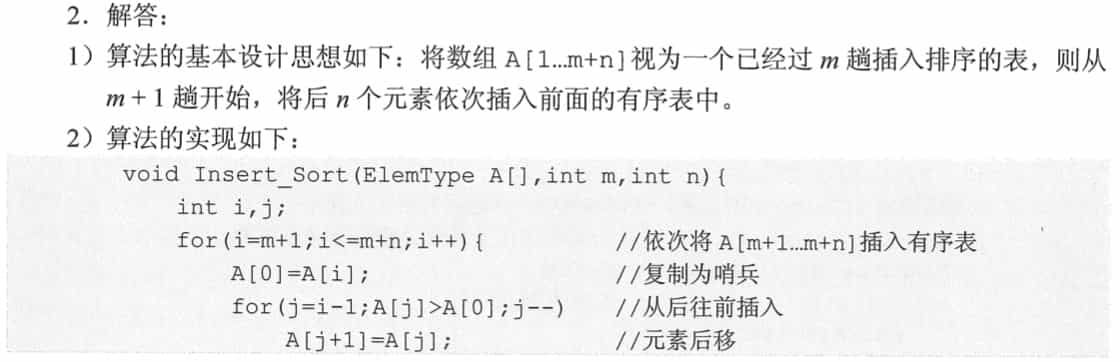 2. 解答:
1)算法的基本设计思想如下:将数组 A[1…m+n]视为一个已经过 m 趟插入排序的表,则从
m + 1 趟开始,将后 n 个元素依次插入前面的有序表中。
2)算法的实现如下:
void Insert_Sort(ElemType A[],int m,int n){
int i,j;
for(i=m+1;i<=m+n;i++){ //依次将 A[m+1…m+n]插入有序表
A[0]=A[i]; //复制为哨兵
for(j=i-1;A[j]>A[0];j--) //从后往前插入
A[j+1]=A[j]; //元素后移